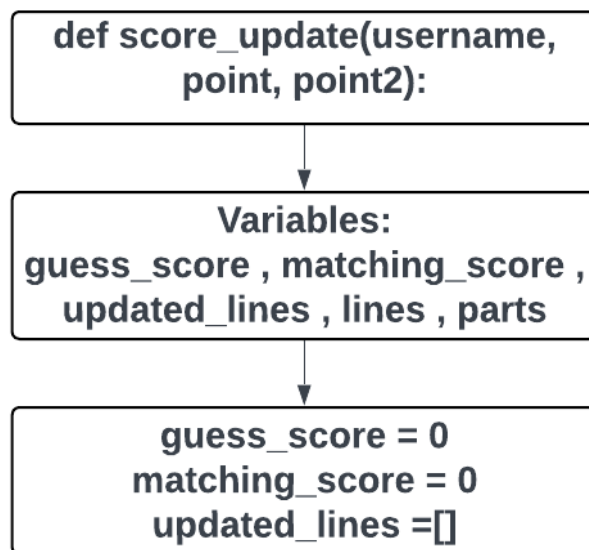 def score_update(username,
point, point2):
Variables:
guess_score , matching_score ,
updated_lines , lines , parts
guess_score = 0
matching_score = 0
updated_lines =[]